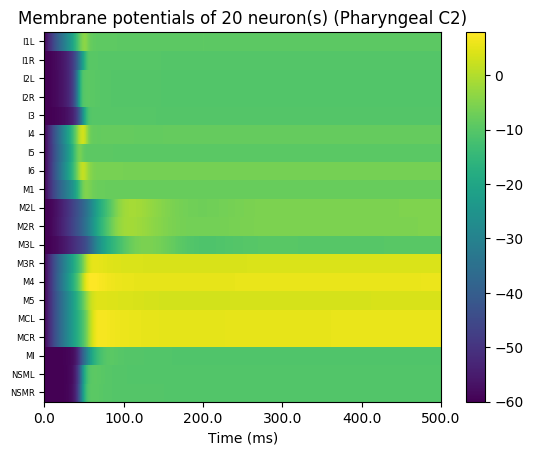 Membrane potentials of 20 neuron(s) (Pharyngeal C2)
I1L
I1R
I2L
I2R
I3
I4
I5
I6
M1
M2L
M2R
M3L
M3R
M4
M5
MCL
MCR
MI
NSML
NSMR
0.0 100.0 200.0 300.0 400.0 500.0
Time (ms)
0
−10
−20
−30
−40
−50
−60